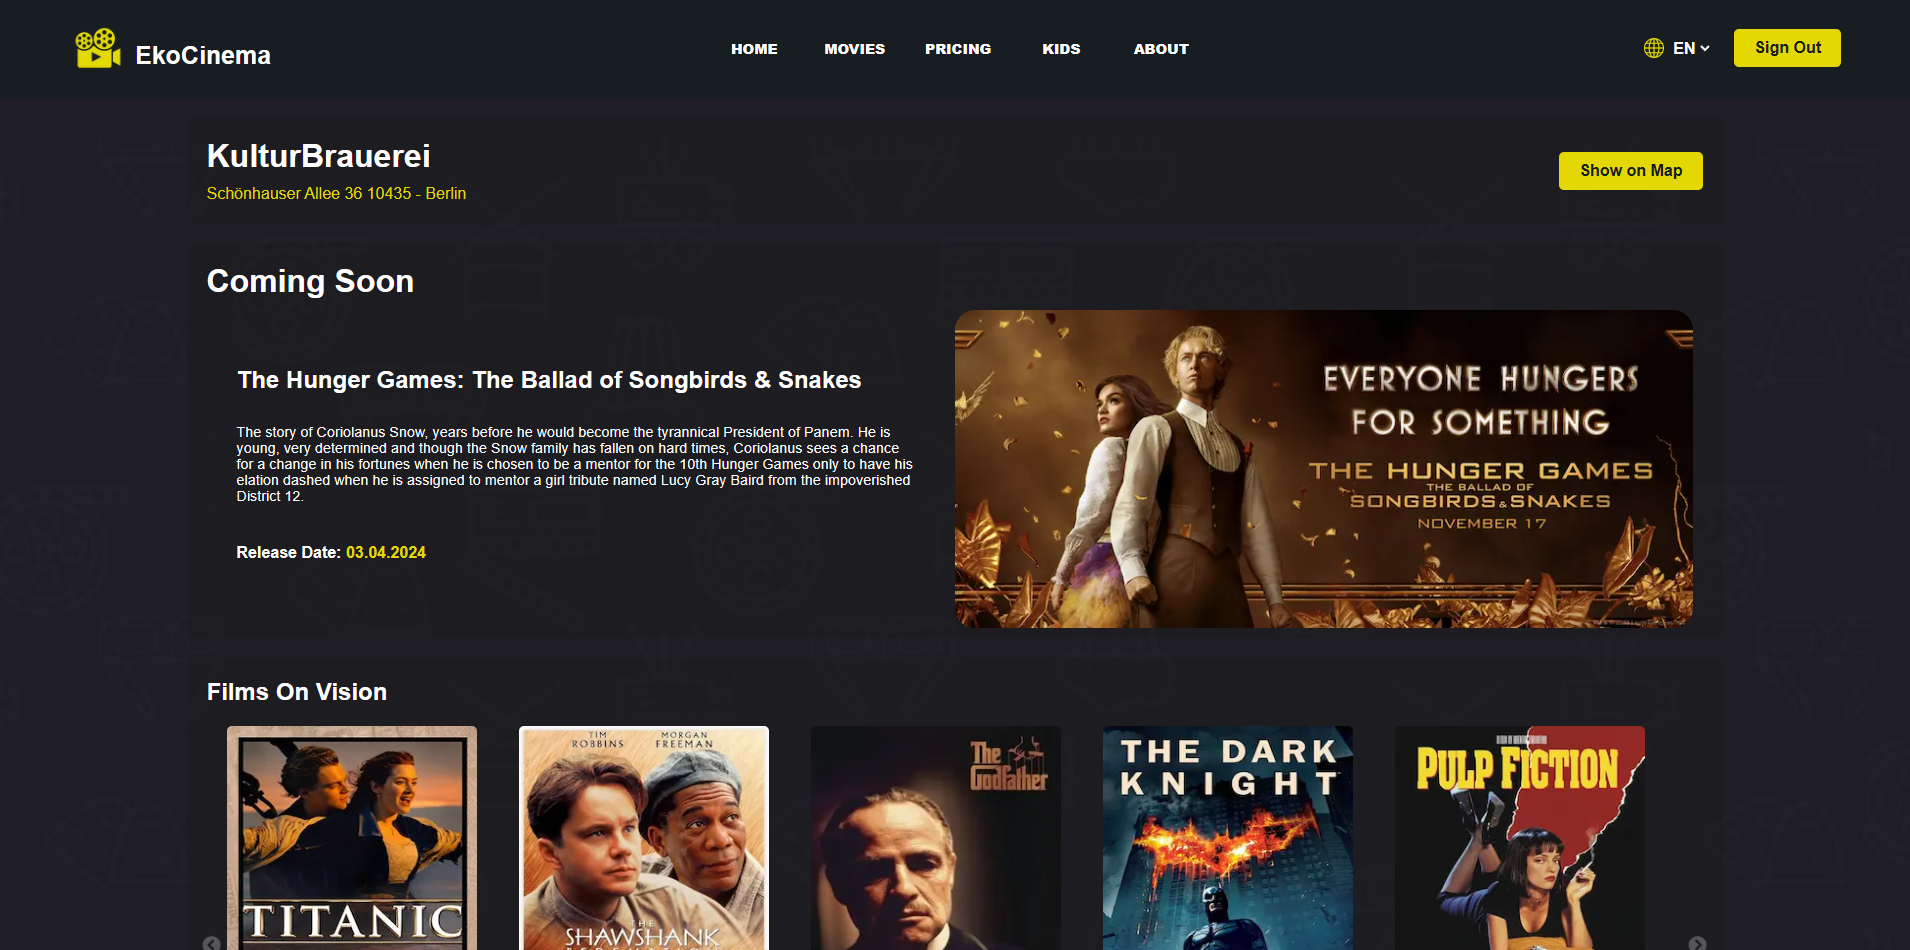 EkoCinema
HOME
MOVIES
PRICING
KIDS
ABOUT
EN
Sign Out
KulturBrauerei
Schönhauser Allee 36 10435 - Berlin
Show on Map
Coming Soon
The Hunger Games: The Ballad of Songbirds & Snakes
The story of Coriolanus Snow, years before he would become the tyrannical President of Panem. He is
young, very determined and though the Snow family has fallen on hard times, Coriolanus sees a chance
for a change in his fortunes when he is chosen to be a mentor for the 10th Hunger Games only to have his
elation dashed when he is assigned to mentor a girl tribute named Lucy Gray Baird from the impoverished
District 12.
Release Date: 03.04.2024
EVERYONE HUNGERS
FOR SOMETHING
THE HUNGER GAMES
THE BALLAD OF
SONGBIRDS & SNAKES
NOVEMBER 17
Films On Vision
TITANIC
TIM
ROBBINS
MORGAN
FREEMAN
THE
SHAWSHANK
The
Godfather
THE DARK
KNIGHT
PULP FICTION